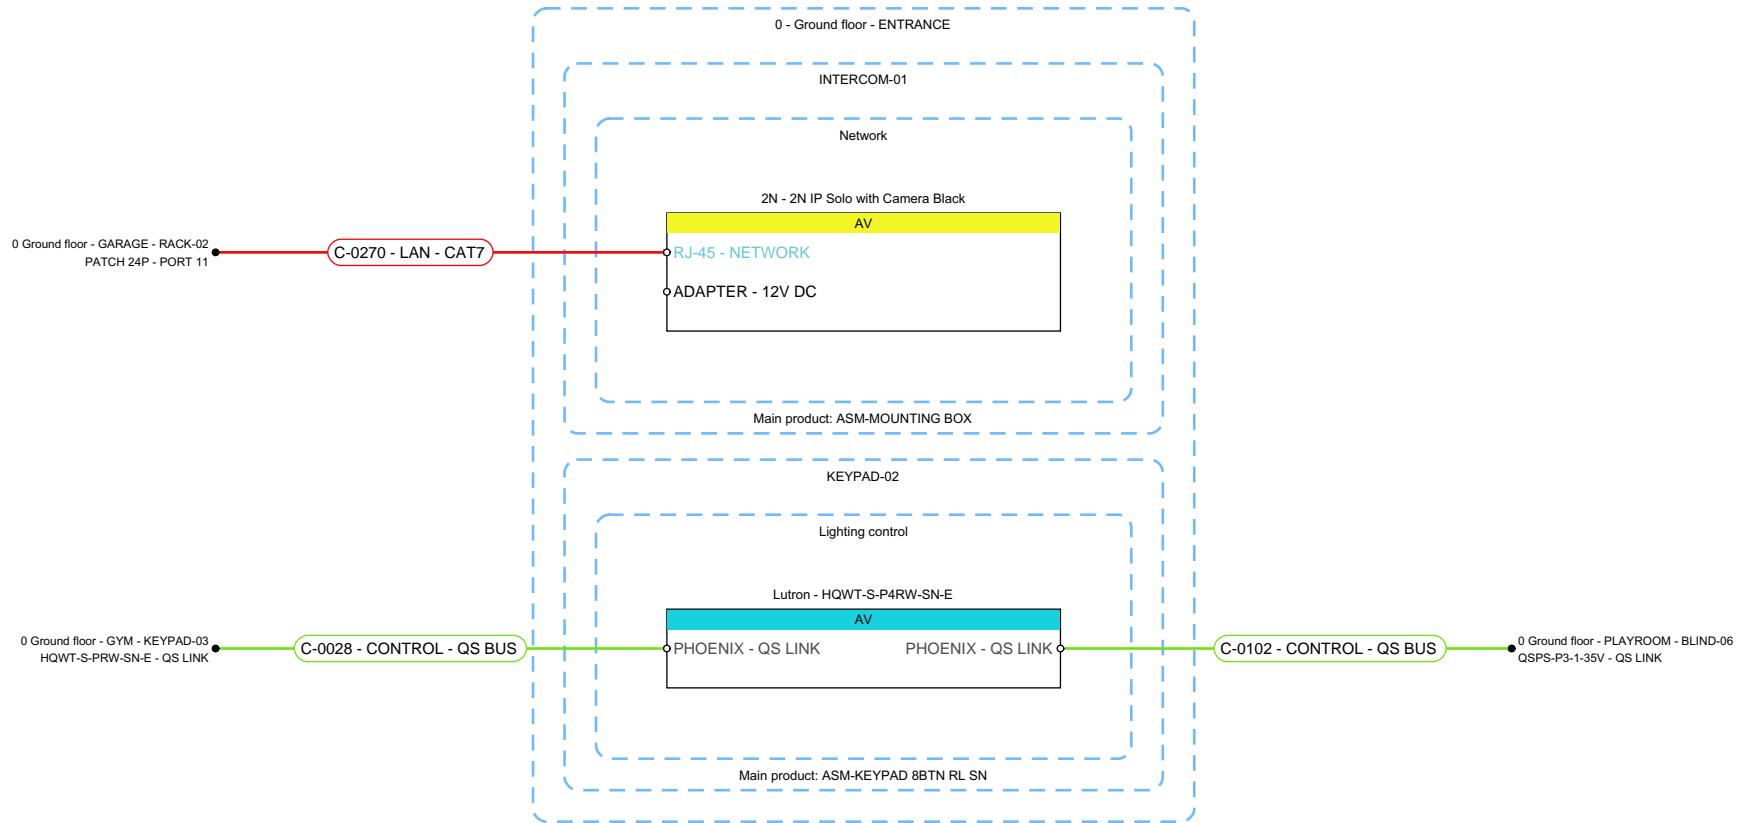 0 - Ground floor - ENTRANCE
INTERCOM-01
Network
2N - 2N IP Solo with Camera Black
AV
0 Ground floor - GARAGE - RACK-02
PATCH 24P - PORT 11
C-0270 - LAN - CAT7
RJ-45 - NETWORK
ADAPTER - 12V DC
Main product: ASM-MOUNTING BOX
KEYPAD-02
Lighting control
Lutron - HQWT-S-P4RW-SN-E
AV
0 Ground floor - GYM - KEYPAD-03
HQWT-S-PRW-SN-E - QS LINK
C-0028 - CONTROL - QS BUS
PHOENIX - QS LINK
PHOENIX - QS LINK
C-0102 - CONTROL - QS BUS
0 Ground floor - PLAYROOM - BLIND-06
QSPS-P3-1-35V - QS LINK
Main product: ASM-KEYPAD 8BTN RL SN